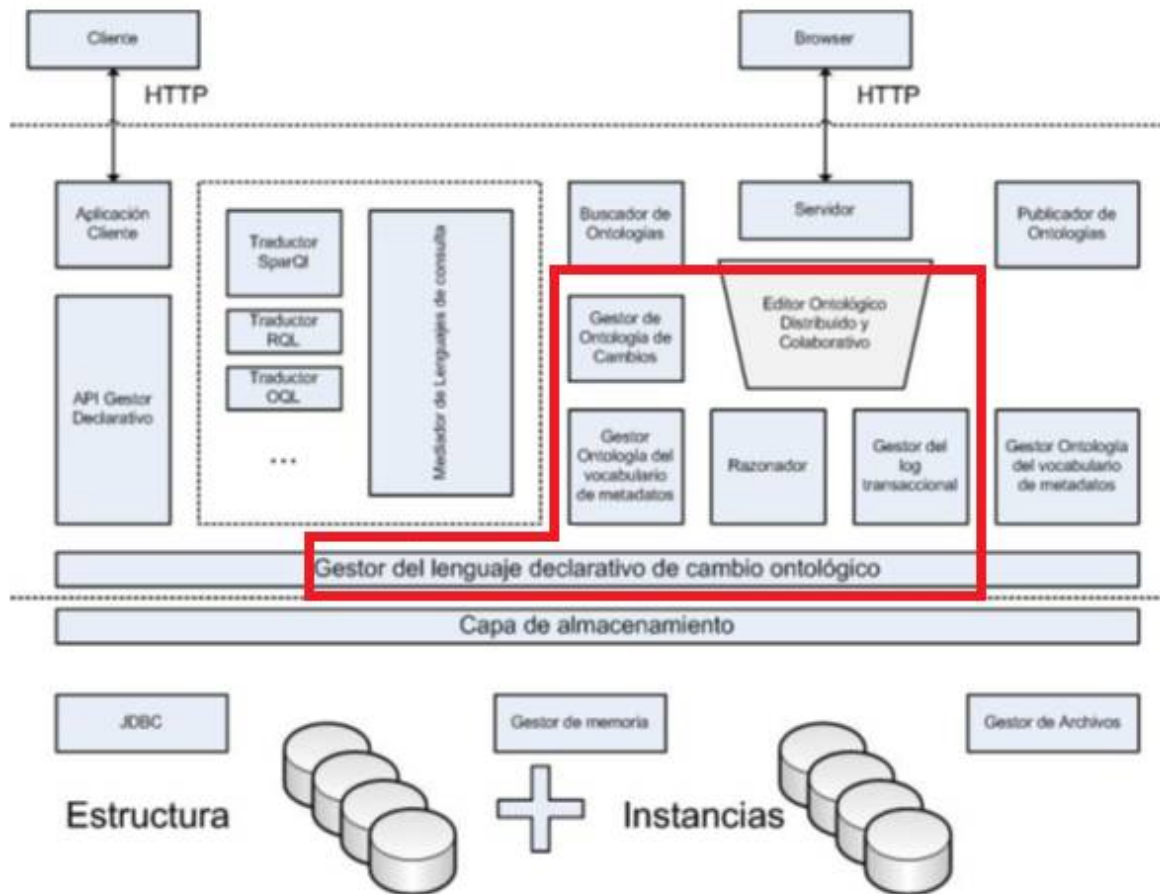 Cliente
Browser
HTTP
HTTP
Aplicación
Cliente
Traductor
SparQl
Traductor
RQL
Traductor
OQL
...
Mediador de Lenguajes de consulta
Buscador de
Ontologías
Servidor
Publicador de
Ontologías
API Gestor
Declarativo
Gestor de
Ontología de
Cambios
Editor Ontológico
Distribuido y
Colaborativo
Gestor
Ontología del
vocabulario
de metadatos
Razonador
Gestor del
log
transaccional
Gestor Ontología
del vocabulario
de metadatos
Gestor del lenguaje declarativo de cambio ontológico
Capa de almacenamiento
JDBC
Gestor de memoria
Gestor de Archivos
Estructura
Instancias